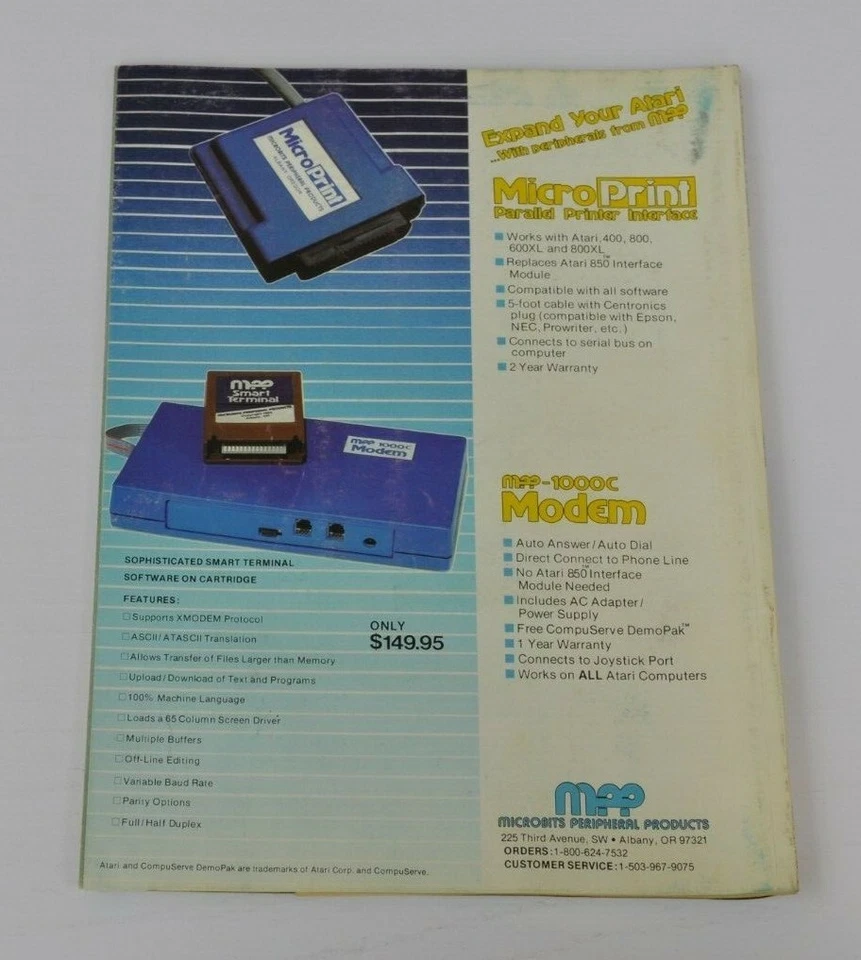 MicroPrint
MICROBITS PERIPHERAL PRODUCTS
ALBANY, OREGON
Expand Your Atari
...With peripherals from MPP
MicroPrint
Parallel Printer Interface
Works with Atari, 400, 800,
600XL and 800XL
Replaces Atari 850™ Interface
Module
Compatible with all software
5-foot cable with Centronics
plug (compatible with Epson,
NEC, Prowriter, etc.)
Connects to serial bus on
computer
2 Year Warranty
MPP
Smart
Terminal
MPP 1000C
Modem
MPP-1000C
Modem
Auto Answer/Auto Dial
Direct Connect to Phone Line
No Atari 850™ Interface
Module Needed
Includes AC Adapter/
Power Supply
Free CompuServe DemoPak™
1 Year Warranty
Connects to Joystick Port
Works on ALL Atari Computers
SOPHISTICATED SMART TERMINAL
SOFTWARE ON CARTRIDGE
FEATURES:
Supports XMODEM Protocol
ASCII/ATASCII Translation
Allows Transfer of Files Larger than Memory
Upload/Download of Text and Programs
100% Machine Language
Loads a 65 Column Screen Driver
Multiple Buffers
Off-Line Editing
Variable Baud Rate
Parity Options
Full/Half Duplex
ONLY
$149.95
MPP
MICROBITS PERIPHERAL PRODUCTS
225 Third Avenue, SW • Albany, OR 97321
ORDERS:1-800-624-7532
CUSTOMER SERVICE:1-503-967-9075
Atari and CompuServe DemoPak are trademarks of Atari Corp. and CompuServe.